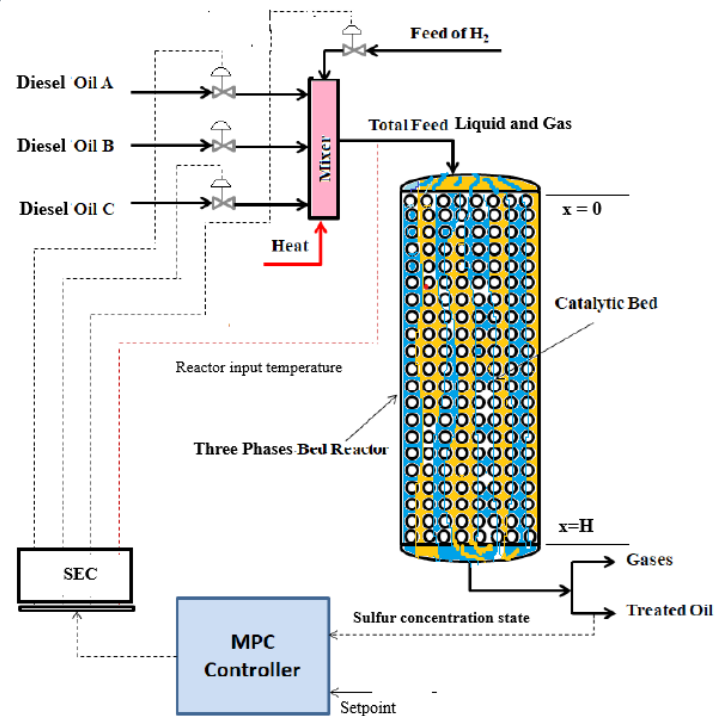 Feed of H2
Diesel Oil A
Diesel Oil B
Diesel Oil C
Mixer
Total Feed Liquid and Gas
Heat
x = 0
Catalytic Bed
Reactor input temperature
Three Phases Bed Reactor
x=H
Gases
Treated Oil
SEC
Sulfur concentration state
MPC
Controller
Setpoint